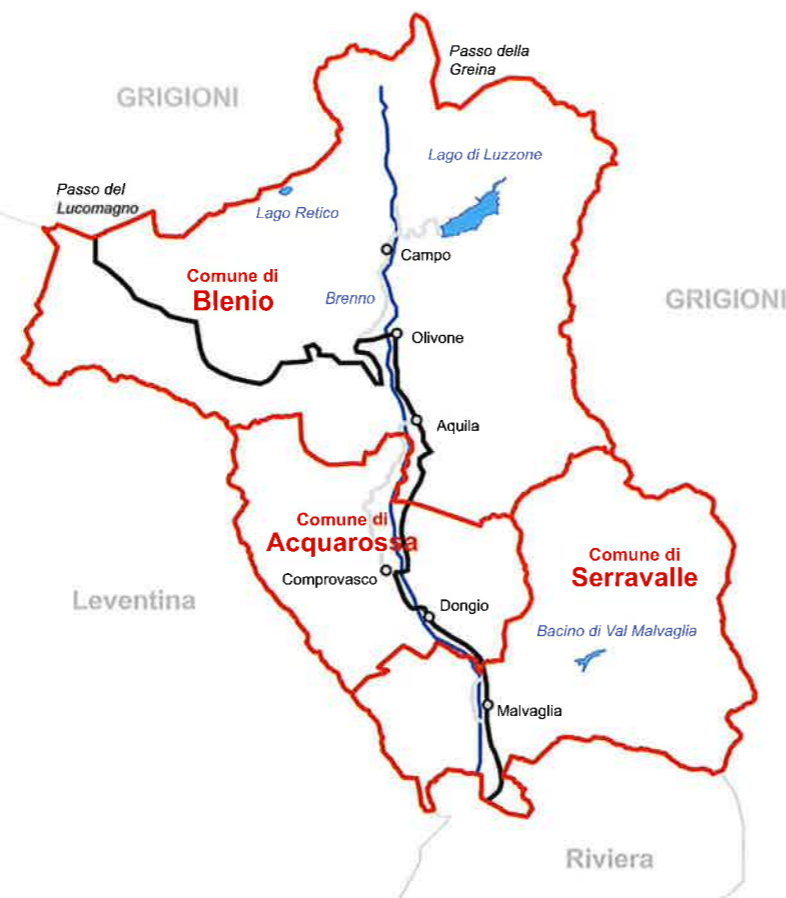 Passo della
Greina
GRIGIONI
Lago di Luzzone
Passo del
Lucomagno
Lago Retico
Campo
Comune di
Blenio
Brenno
GRIGIONI
Olivone
Aquila
Comune di
Acquarossa
Comprovasco
Comune di
Serravalle
Leventina
Dongio
Bacino di Val Malvaglia
Malvaglia
Riviera